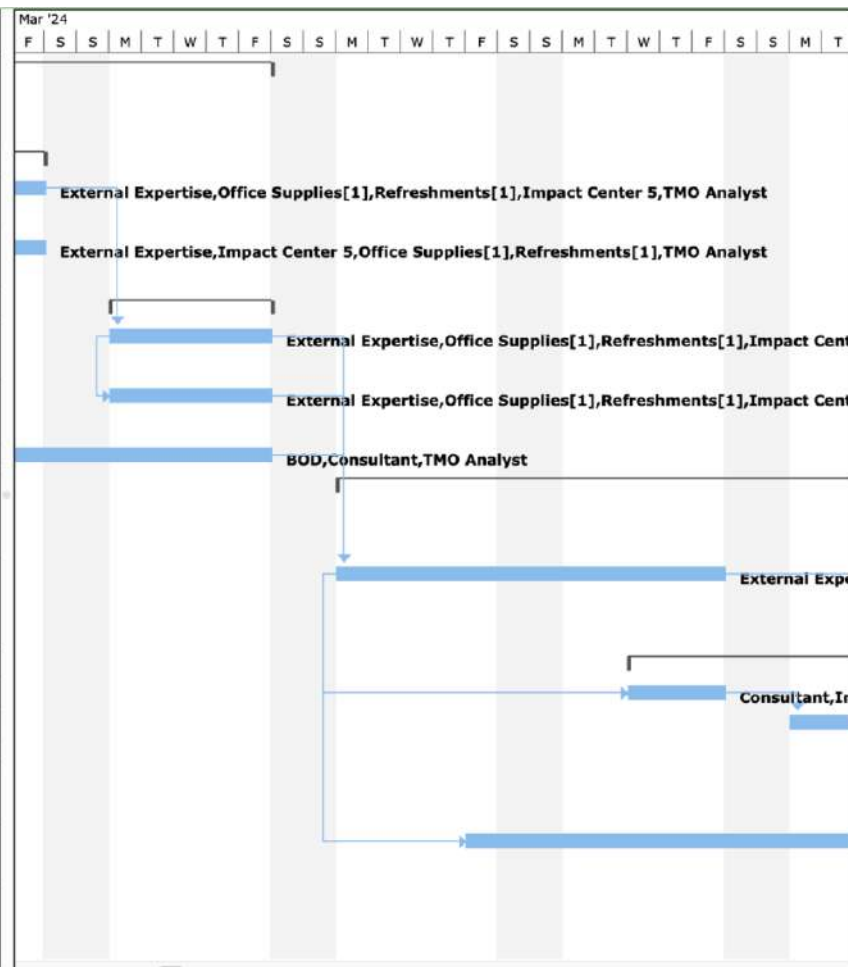 Mar '24
F S S M T W T F S S M T W T F S S M T W T F S S M T
External Expertise,Office Supplies[1],Refreshments[1],Impact Center 5,TMO Analyst
External Expertise,Impact Center 5,Office Supplies[1],Refreshments[1],TMO Analyst
External Expertise,Office Supplies[1],Refreshments[1],Impact Cent
External Expertise,Office Supplies[1],Refreshments[1],Impact Cent
BOD,Consultant,TMO Analyst
External Expe
Consultant,In